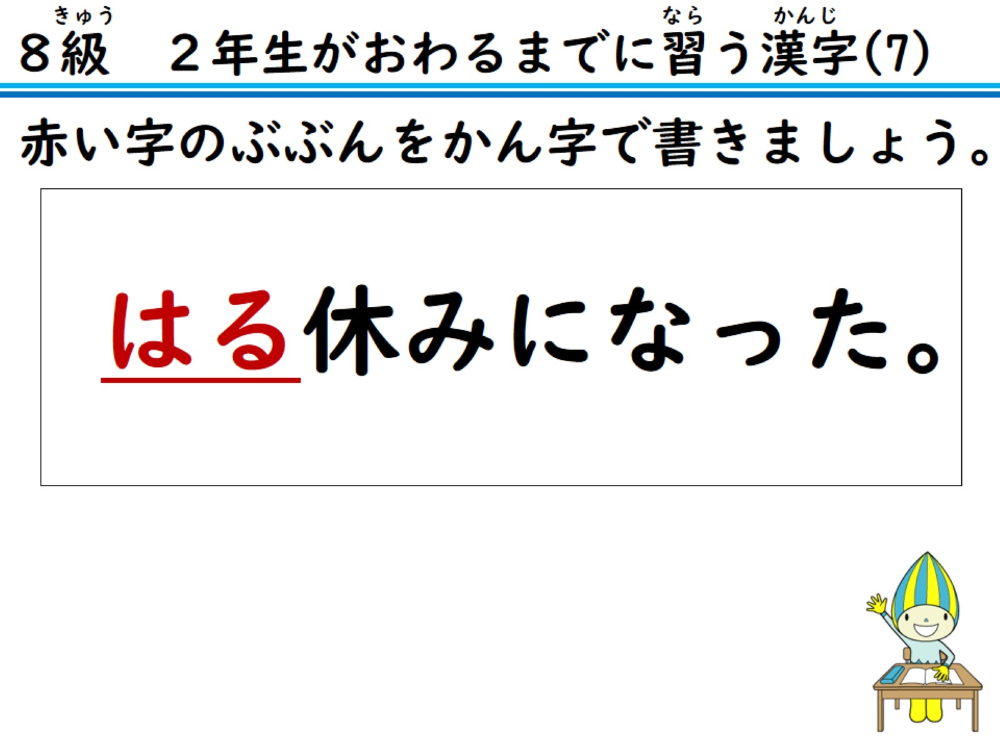 きゅう なら かんじ
８級　２年生がおわるまでに習う漢字(7)
赤い字のぶぶんをかん字で書きましょう。
はる休みになった。